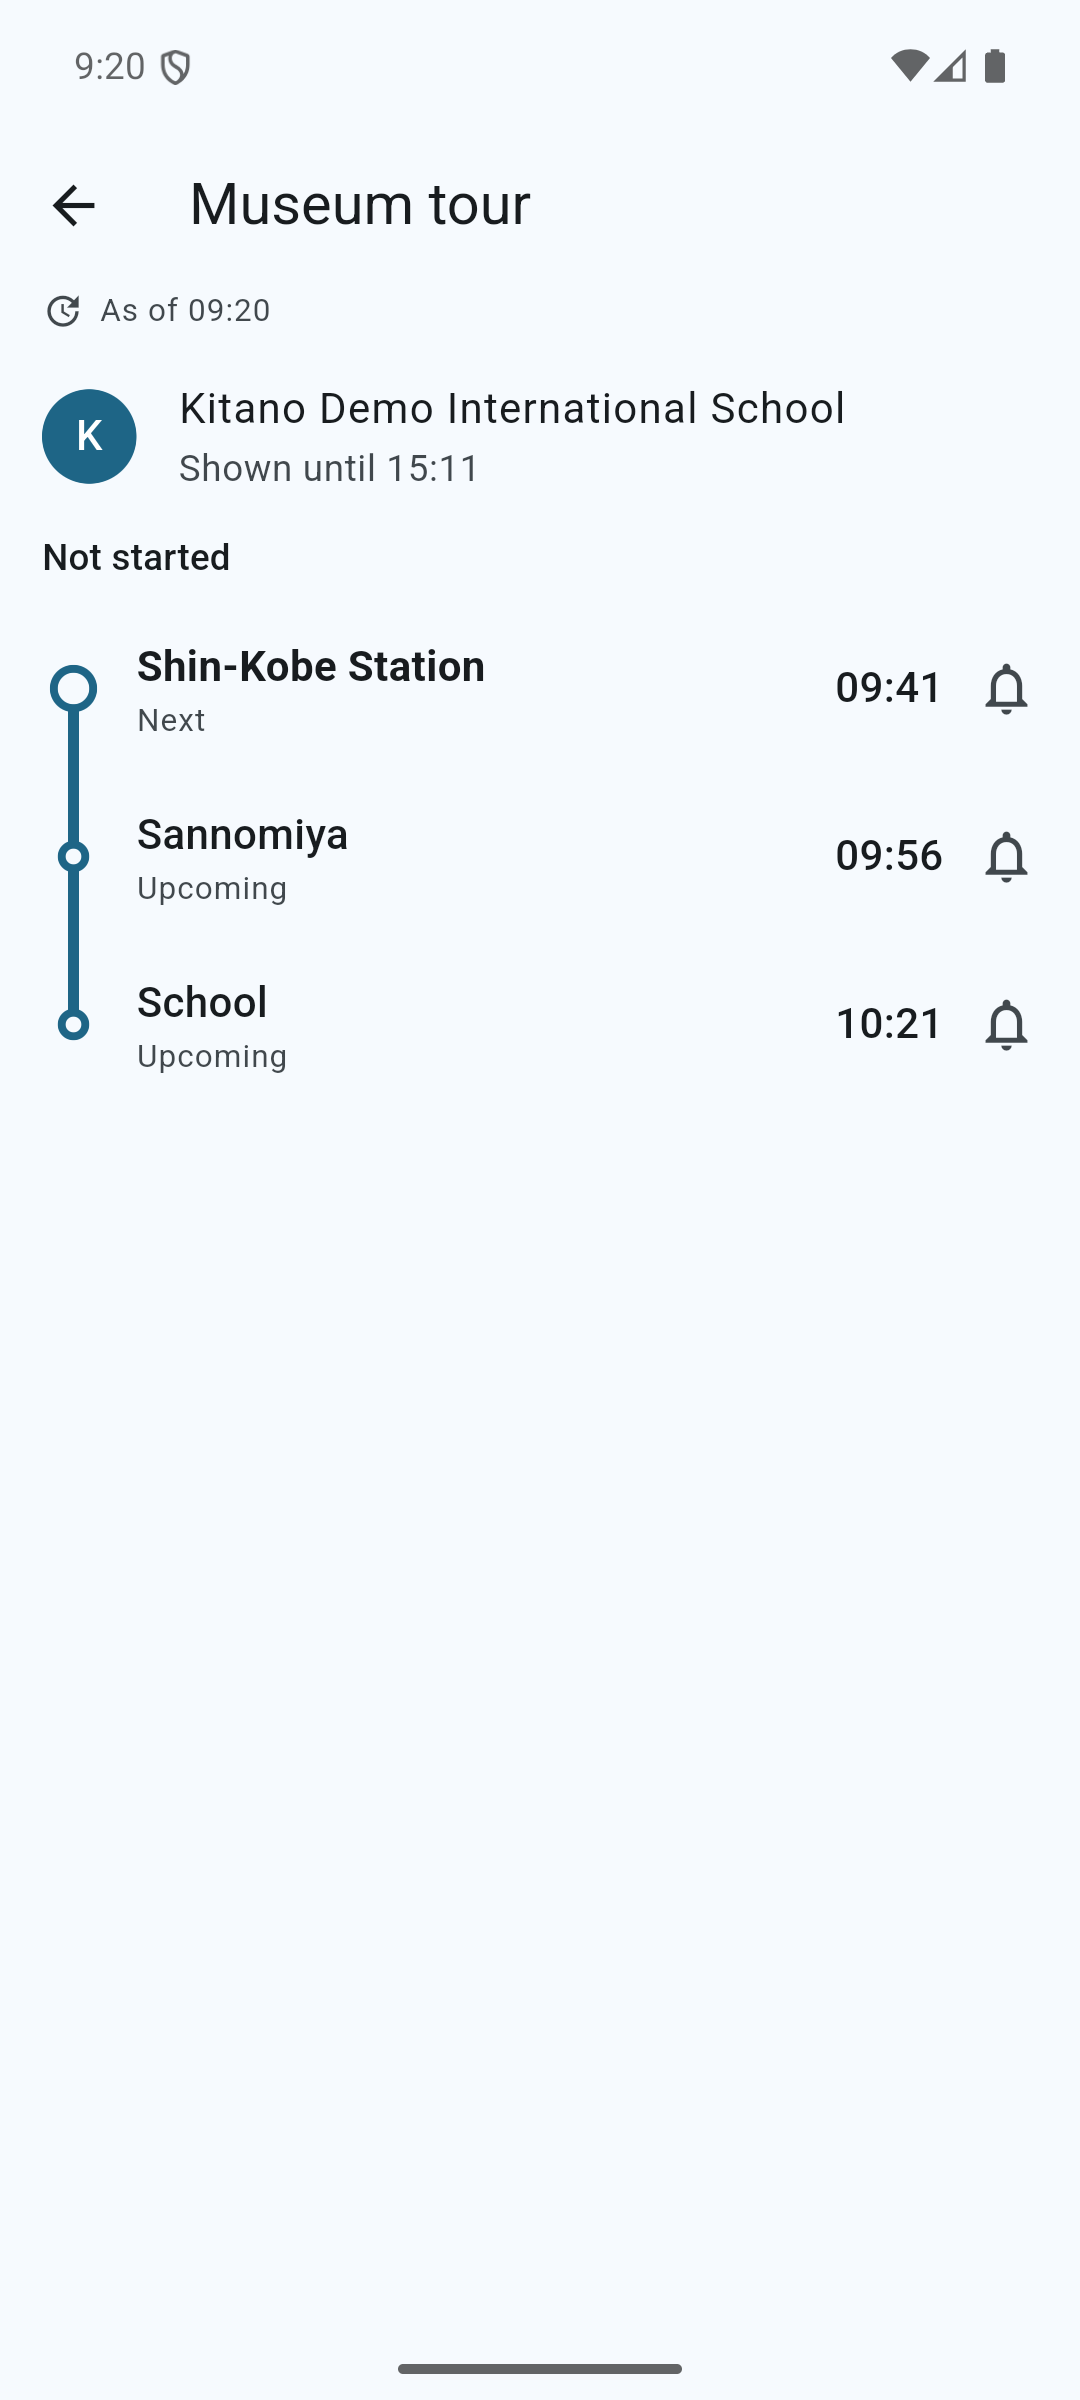 9:20
Museum tour
As of 09:20
K
Kitano Demo International School
Shown until 15:11
Not started
Shin-Kobe Station
Next
09:41
Sannomiya
Upcoming
09:56
School
Upcoming
10:21